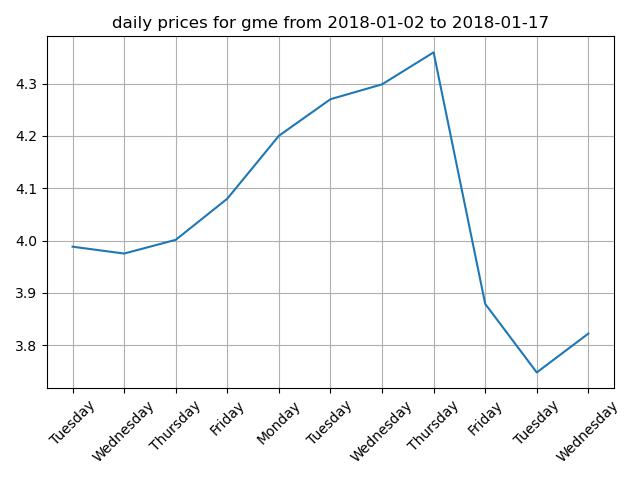 daily prices for gme from 2018-01-02 to 2018-01-17
4.3
4.2
4.1
4.0
3.9
3.8
Tuesday
Wednesday
Thursday
Friday
Monday
Tuesday
Wednesday
Thursday
Friday
Tuesday
Wednesday